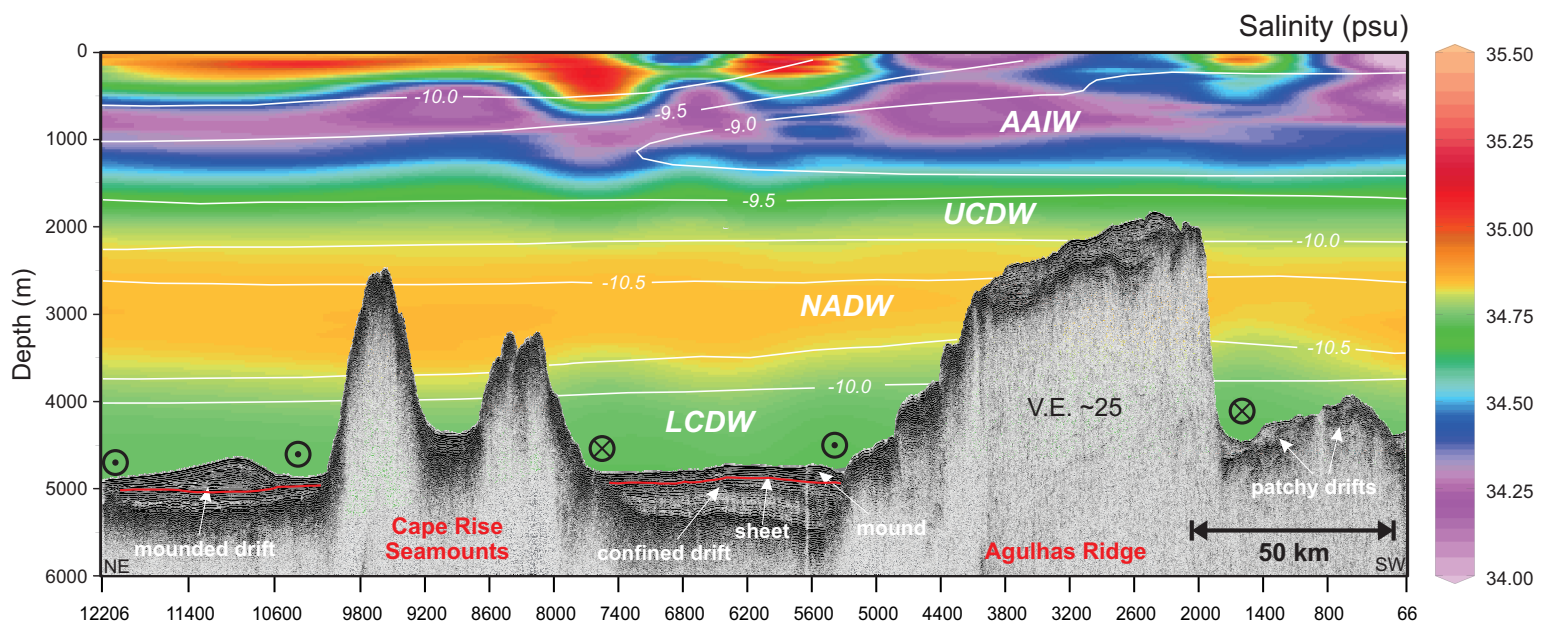 Salinity (psu)
0
1000
2000
3000
4000
5000
6000
Depth (m)
-10.0
-9.5
-9.0
AAIW
-9.5
UCDW
-10.0
-10.5
NADW
-10.5
-10.0
LCDW
V.E. ~25
mounded drift
Cape Rise
Seamounts
confined drift
sheet
mound
Agulhas Ridge
patchy drifts
50 km
NE
SW
12206 11400 10600 9800 9200 8600 8000 7400 6800 6200 5600 5000 4400 3800 3200 2600 2000 1400 800 66
35.50
35.25
35.00
34.75
34.50
34.25
34.00